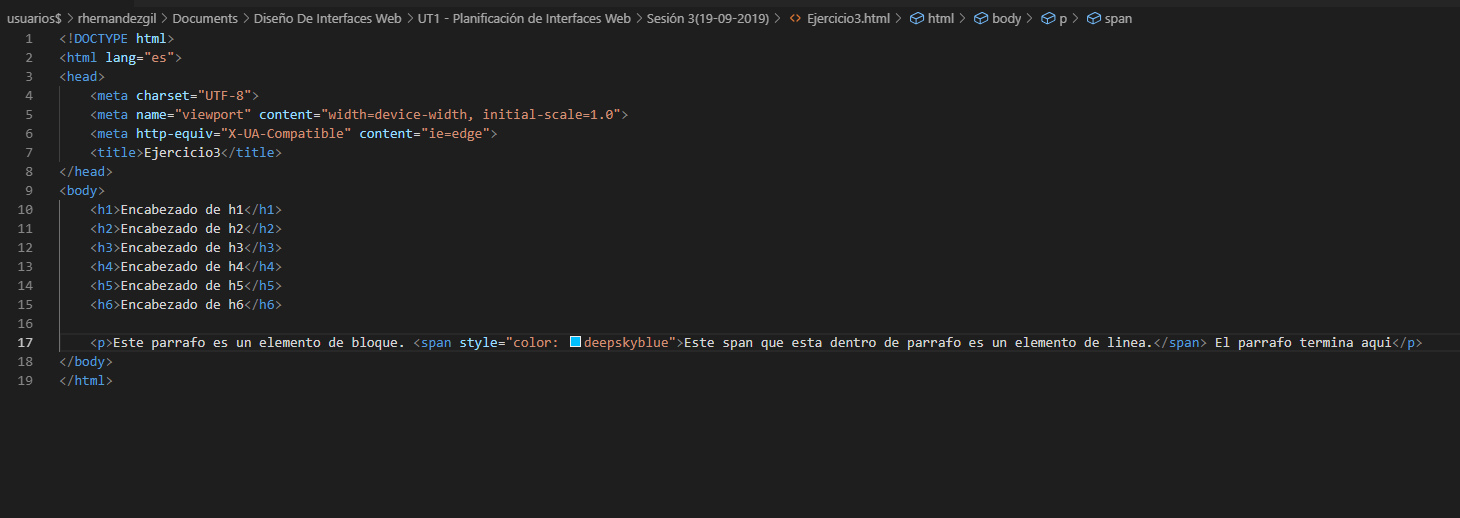 usuarios$ > rhernandezgil > Documents > Diseño De Interfaces Web > UT1 - Planificación de Interfaces Web > Sesión 3(19-09-2019) > <> Ejercicio3.html > html > body > p > span
1 <!DOCTYPE html>
2 <html lang="es">
3 <head>
4     <meta charset="UTF-8">
5     <meta name="viewport" content="width=device-width, initial-scale=1.0">
6     <meta http-equiv="X-UA-Compatible" content="ie=edge">
7     <title>Ejercicio3</title>
8 </head>
9 <body>
10     <h1>Encabezado de h1</h1>
11     <h2>Encabezado de h2</h2>
12     <h3>Encabezado de h3</h3>
13     <h4>Encabezado de h4</h4>
14     <h5>Encabezado de h5</h5>
15     <h6>Encabezado de h6</h6>
16
17     <p>Este parrafo es un elemento de bloque. <span style="color: deepskyblue">Este span que esta dentro de parrafo es un elemento de linea.</span> El parrafo termina aqui</p>
18 </body>
19 </html>